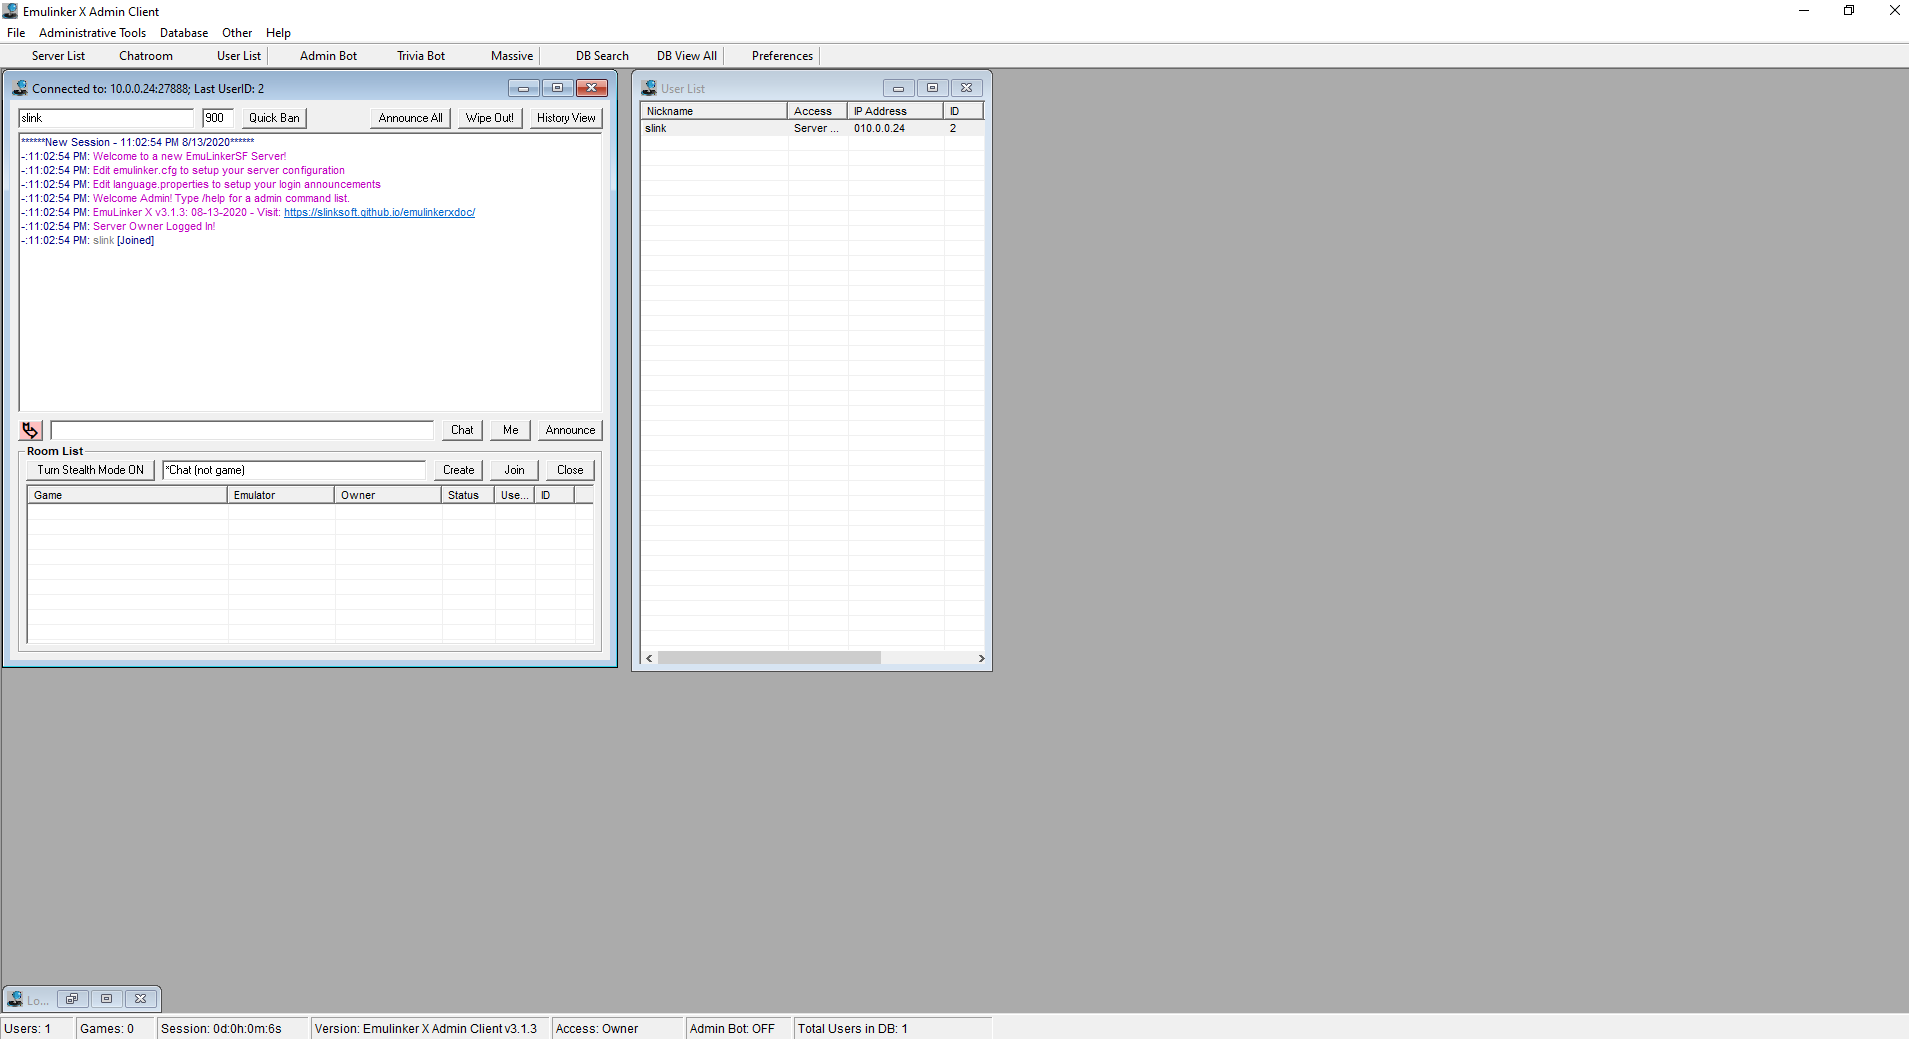 Emulinker X Admin Client
File Administrative Tools Database Other Help
Server List Chatroom User List Admin Bot Trivia Bot Massive DB Search DB View All Preferences
Connected to: 10.0.0.24:27888; Last UserID: 2
slink 900 Quick Ban Announce All Wipe Out! History View
******New Session - 11:02:54 PM 8/13/2020******
-:11:02:54 PM: Welcome to a new EmuLinkerSF Server!
-:11:02:54 PM: Edit emulinker.cfg to setup your server configuration
-:11:02:54 PM: Edit language.properties to setup your login announcements
-:11:02:54 PM: Welcome Admin! Type /help for a admin command list.
-:11:02:54 PM: EmuLinker X v3.1.3: 08-13-2020 - Visit: https://slinksoft.github.io/emulinkerxdoc/
-:11:02:54 PM: Server Owner Logged In!
-:11:02:54 PM: slink [Joined]
Chat Me Announce
Room List
Turn Stealth Mode ON *Chat (not game) Create Join Close
Game Emulator Owner Status Use... ID
User List
Nickname Access IP Address ID
slink Server ... 010.0.0.24 2
Lo...
Users: 1 Games: 0 Session: 0d:0h:0m:6s Version: Emulinker X Admin Client v3.1.3 Access: Owner Admin Bot: OFF Total Users in DB: 1